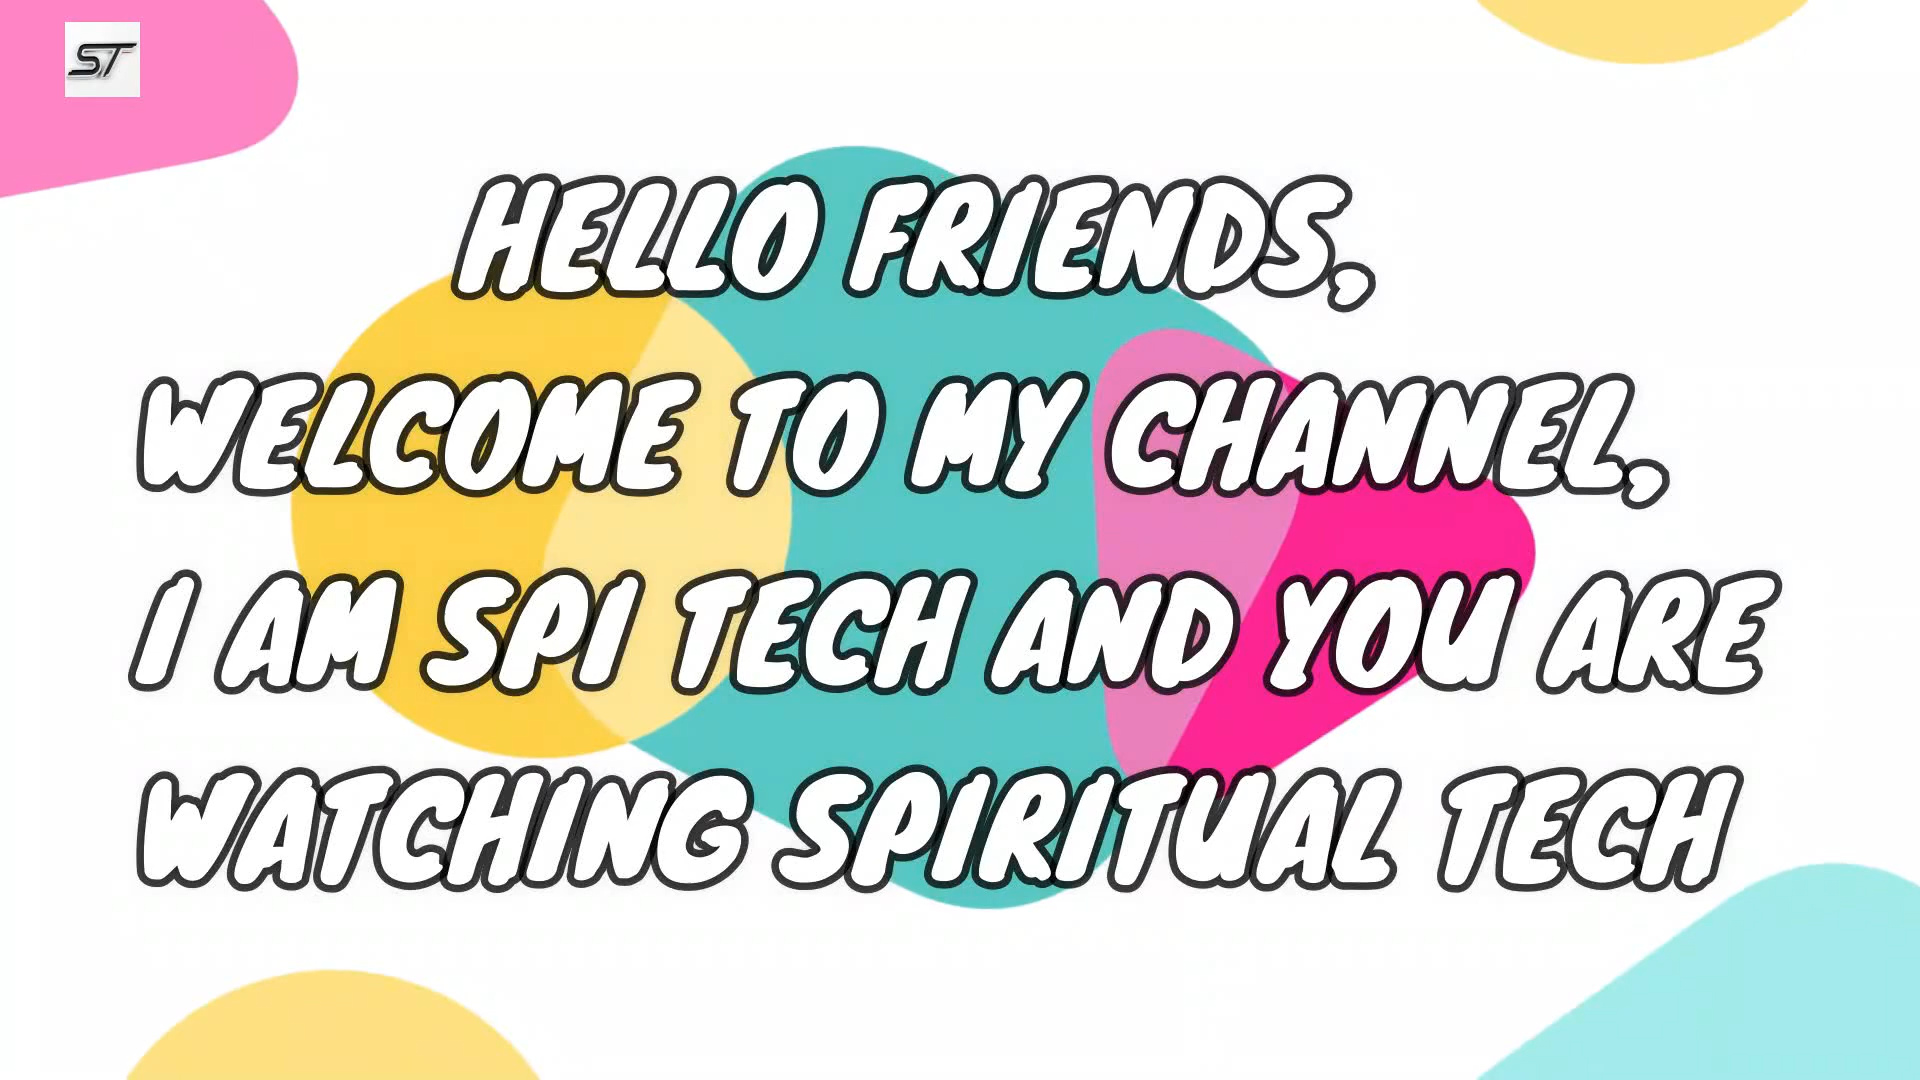 ST
HELLO FRIENDS,
WELCOME TO MY CHANNEL,
I AM SPI TECH AND YOU ARE
WATCHING SPIRITUAL TECH